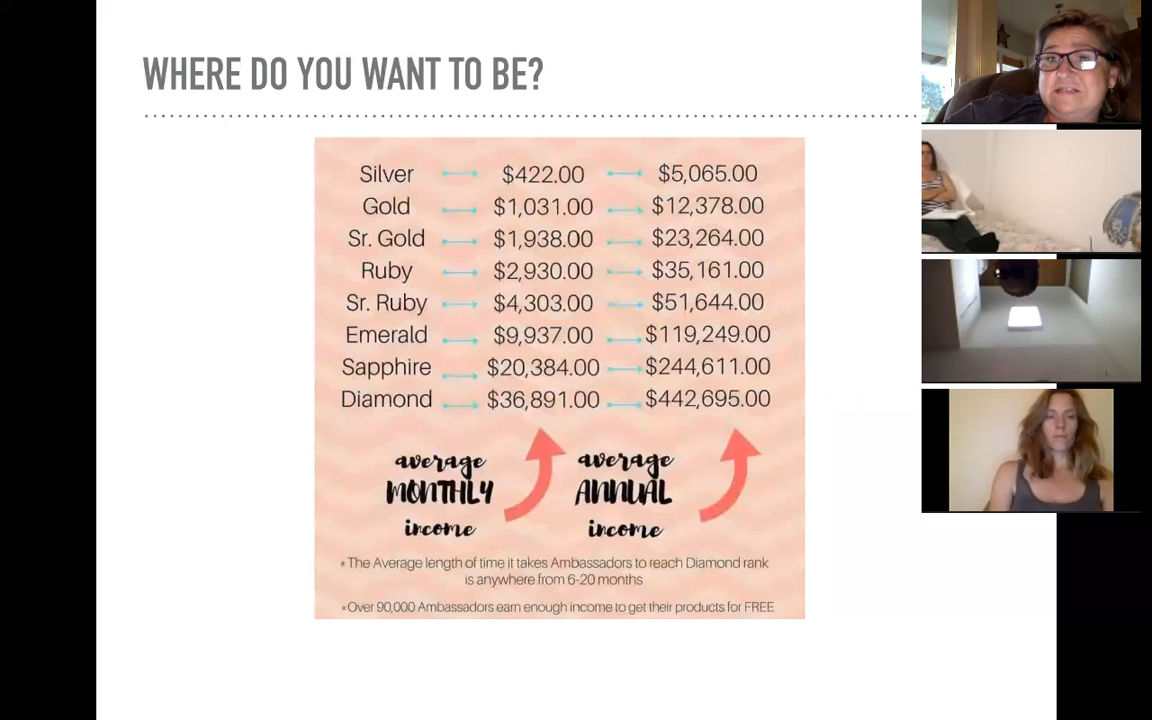 WHERE DO YOU WANT TO BE?
Silver $422.00 $5,065.00
Gold $1,031.00 $12,378.00
Sr. Gold $1,938.00 $23,264.00
Ruby $2,930.00 $35,161.00
Sr. Ruby $4,303.00 $51,644.00
Emerald $9,937.00 $119,249.00
Sapphire $20,384.00 $244,611.00
Diamond $36,891.00 $442,695.00
average MONTHLY income
average ANNUAL income
*The Average length of time it takes Ambassadors to reach Diamond rank
is anywhere from 6-20 months
*Over 90,000 Ambassadors earn enough income to get their products for FREE